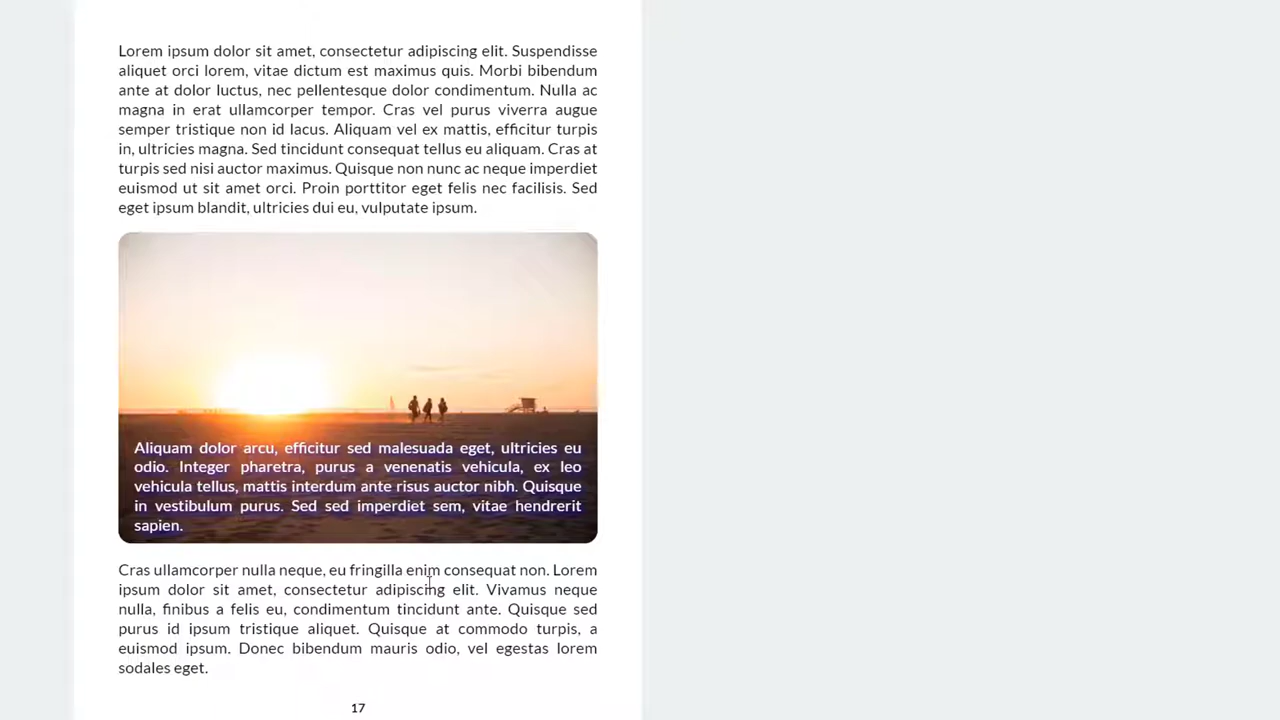 Lorem ipsum dolor sit amet, consectetur adipiscing elit. Suspendisse
aliquet orci lorem, vitae dictum est maximus quis. Morbi bibendum
ante at dolor luctus, nec pellentesque dolor condimentum. Nulla ac
magna in erat ullamcorper tempor. Cras vel purus viverra augue
semper tristique non id lacus. Aliquam vel ex mattis, efficitur turpis
in, ultricies magna. Sed tincidunt consequat tellus eu aliquam. Cras at
turpis sed nisi auctor maximus. Quisque non nunc ac neque imperdiet
euismod ut sit amet orci. Proin porttitor eget felis nec facilisis. Sed
eget ipsum blandit, ultricies dui eu, vulputate ipsum.
Aliquam dolor arcu, efficitur sed malesuada eget, ultricies eu
odio. Integer pharetra, purus a venenatis vehicula, ex leo
vehicula tellus, mattis interdum ante risus auctor nibh. Quisque
in vestibulum purus. Sed sed imperdiet sem, vitae hendrerit
sapien.
Cras ullamcorper nulla neque, eu fringilla enim consequat non. Lorem
ipsum dolor sit amet, consectetur adipiscing elit. Vivamus neque
nulla, finibus a felis eu, condimentum tincidunt ante. Quisque sed
purus id ipsum tristique aliquet. Quisque at commodo turpis, a
euismod ipsum. Donec bibendum mauris odio, vel egestas lorem
sodales eget.
17